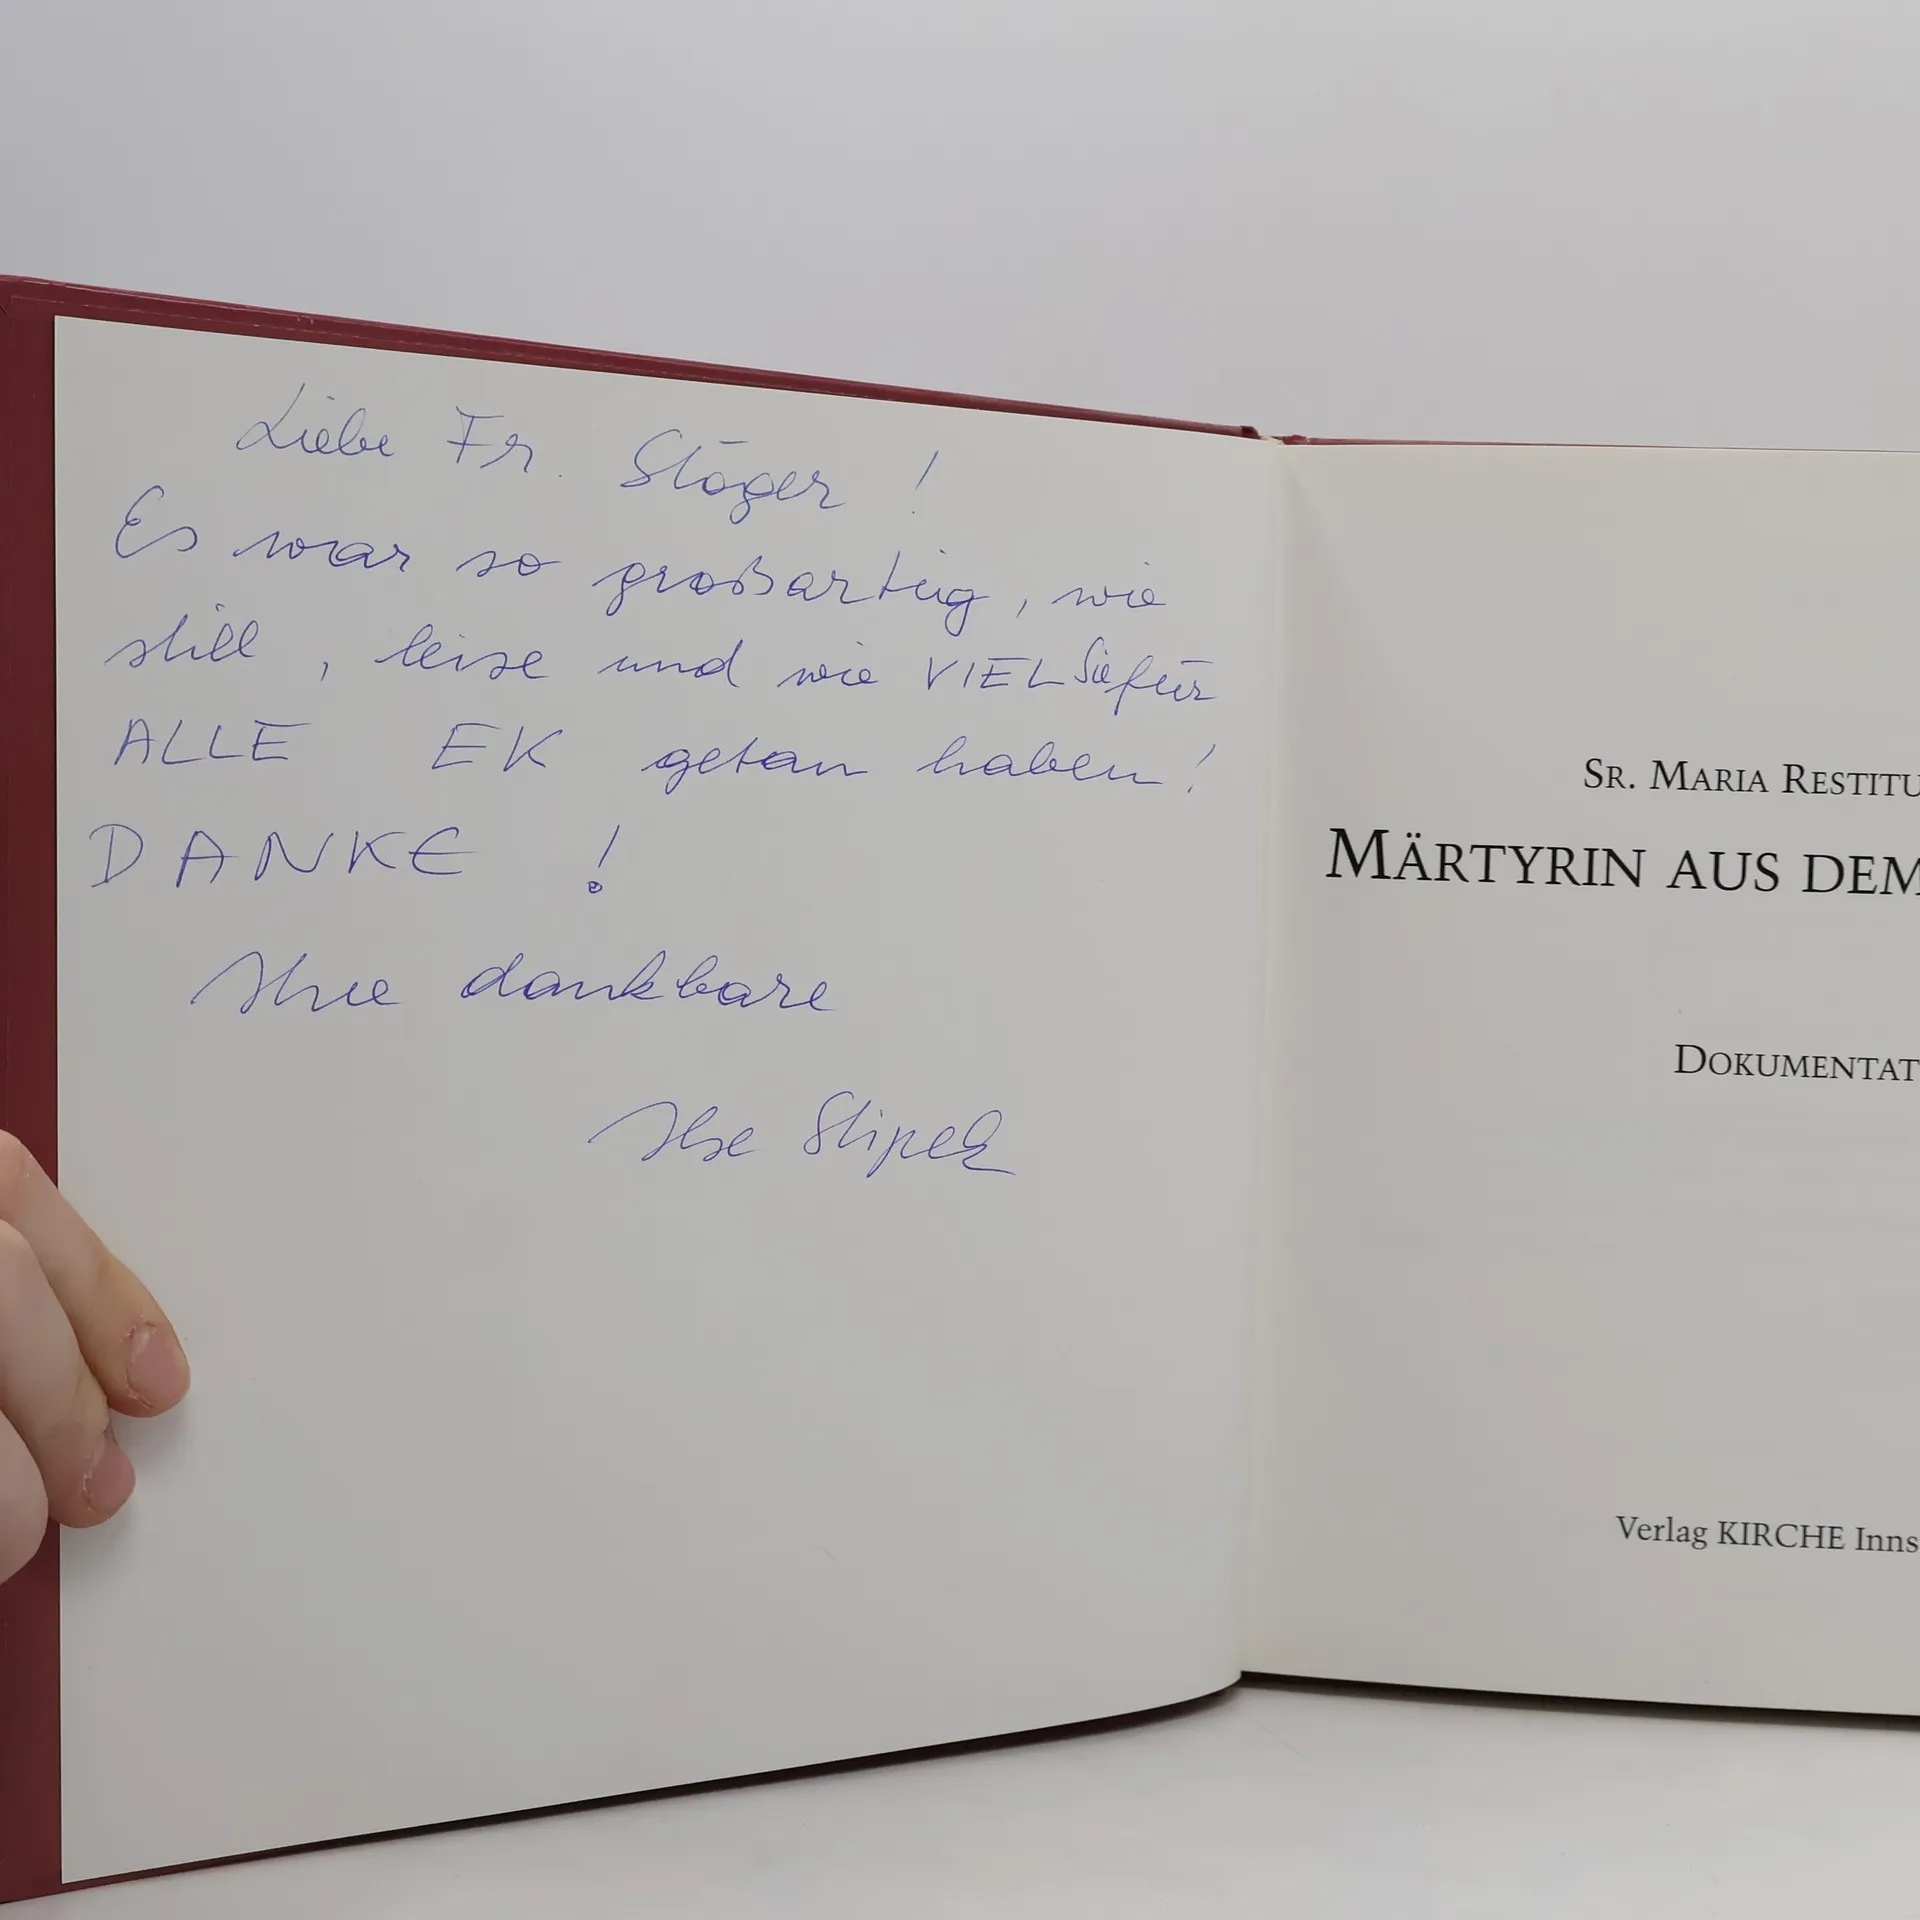 Liebe Fr. Stöger!
Es war so großartig, wie
still, leise und wie VIEL Sie für
ALLE EK getan haben!
DANKE!
Ihre dankbare
Ilse Stipek
SR. MARIA RESTITU
MÄRTYRIN AUS DEM
DOKUMENTAT
Verlag KIRCHE Inns